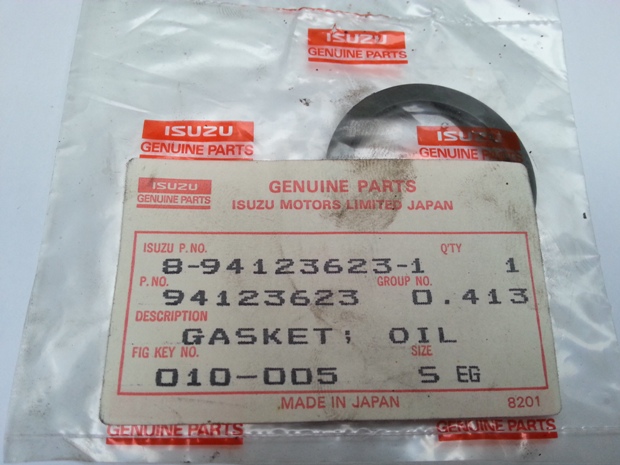 ISUZU
GENUINE PARTS
ISUZU
GENUINE PARTS
ISUZU
GENUINE PARTS
ISUZU
GENUINE PARTS
GENUINE PARTS
ISUZU MOTORS LIMITED JAPAN
ISUZU P.NO. Q'TY
8-94123623-1 1
P.NO. GROUP NO.
94123623 0.413
DESCRIPTION
GASKET; OIL
FIG KEY NO. SIZE
010-005 S EG
MADE IN JAPAN 8201
GENUINE PARTS
GENUINE PARTS